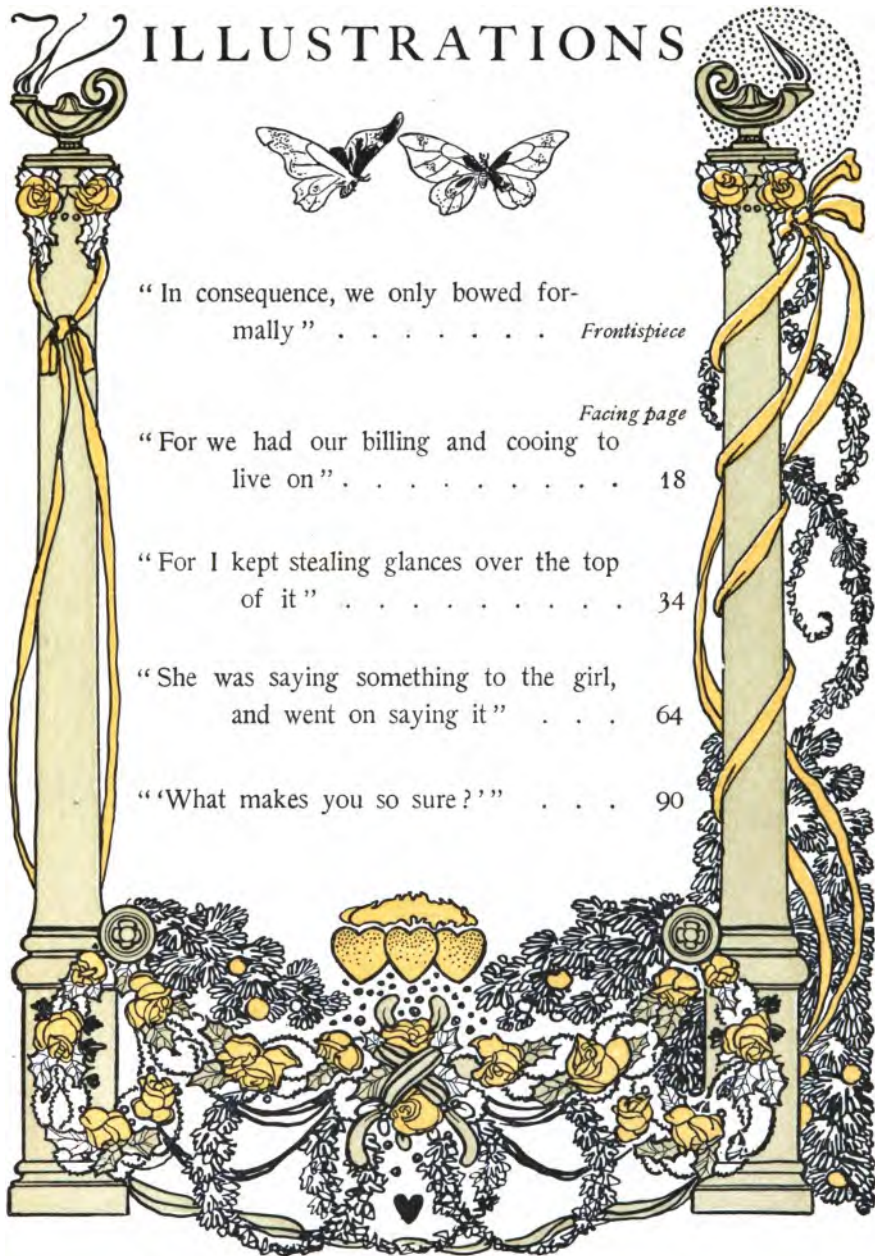 ILLUSTRATIONS
“ In consequence, we only bowed for-
mally ” . . . . . . . Frontispiece
Facing page
“ For we had our billing and cooing to
live on ” . . . . . . . . . 18
“ For I kept stealing glances over the top
of it ” . . . . . . . . . 34
“ She was saying something to the girl,
and went on saying it ” . . . 64
“ ‘What makes you so sure ?’ ” . . . 90